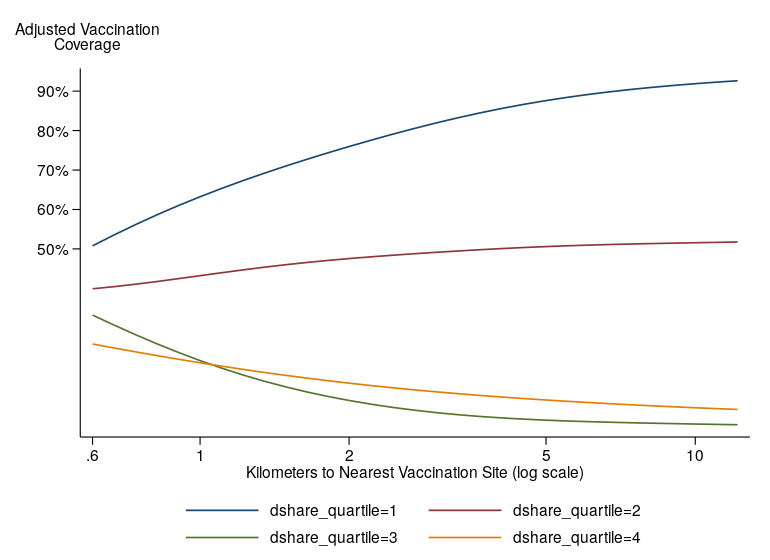 Adjusted Vaccination
Coverage
90%
80%
70%
60%
50%
.6 1 2 5 10
Kilometers to Nearest Vaccination Site (log scale)
dshare_quartile=1 dshare_quartile=2
dshare_quartile=3 dshare_quartile=4